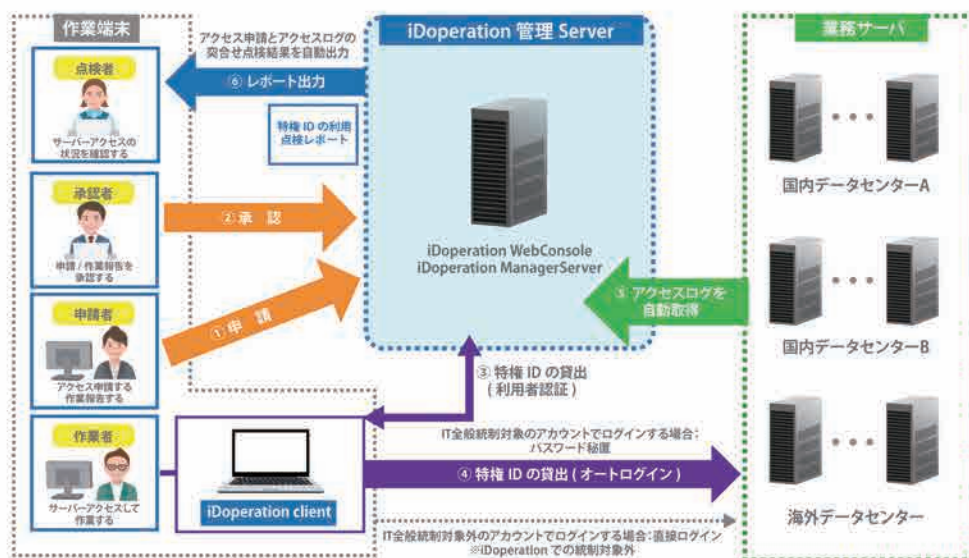 作業端末
点検者
サーバーアクセスの
状況を確認する
承認者
申請/作業報告を
承認する
申請者
アクセス申請する
作業報告する
作業者
サーバーアクセスして
作業する
アクセス申請とアクセスログの
突合せ点検結果を自動出力
⑥ レポート出力
特権 ID の利用
点検レポート
② 承 認
① 申 請
iDoperation 管理 Server
iDoperation WebConsole
iDoperation ManagerServer
③ 特権 ID の貸出
( 利用者認証 )
iDoperation client
IT全般統制対象のアカウントでログインする場合:
パスワード秘匿
④ 特権 ID の貸出 ( オートログイン )
IT全般統制対象外のアカウントでログインする場合: 直接ログイン
※iDoperation での統制対象外
⑤ アクセスログを
自動取得
業務サーバ
国内データセンターA
国内データセンターB
海外データセンター